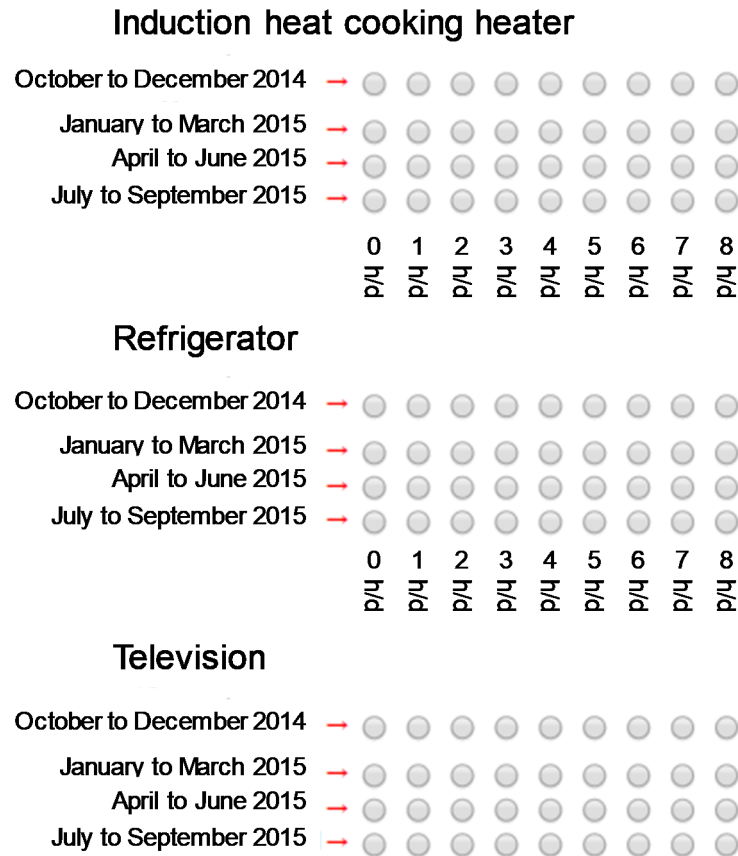 Induction heat cooking heater
October to December 2014
January to March 2015
April to June 2015
July to September 2015
0 1 2 3 4 5 6 7 8
h/d h/d h/d h/d h/d h/d h/d h/d h/d
Refrigerator
October to December 2014
January to March 2015
April to June 2015
July to September 2015
0 1 2 3 4 5 6 7 8
h/d h/d h/d h/d h/d h/d h/d h/d h/d
Television
October to December 2014
January to March 2015
April to June 2015
July to September 2015